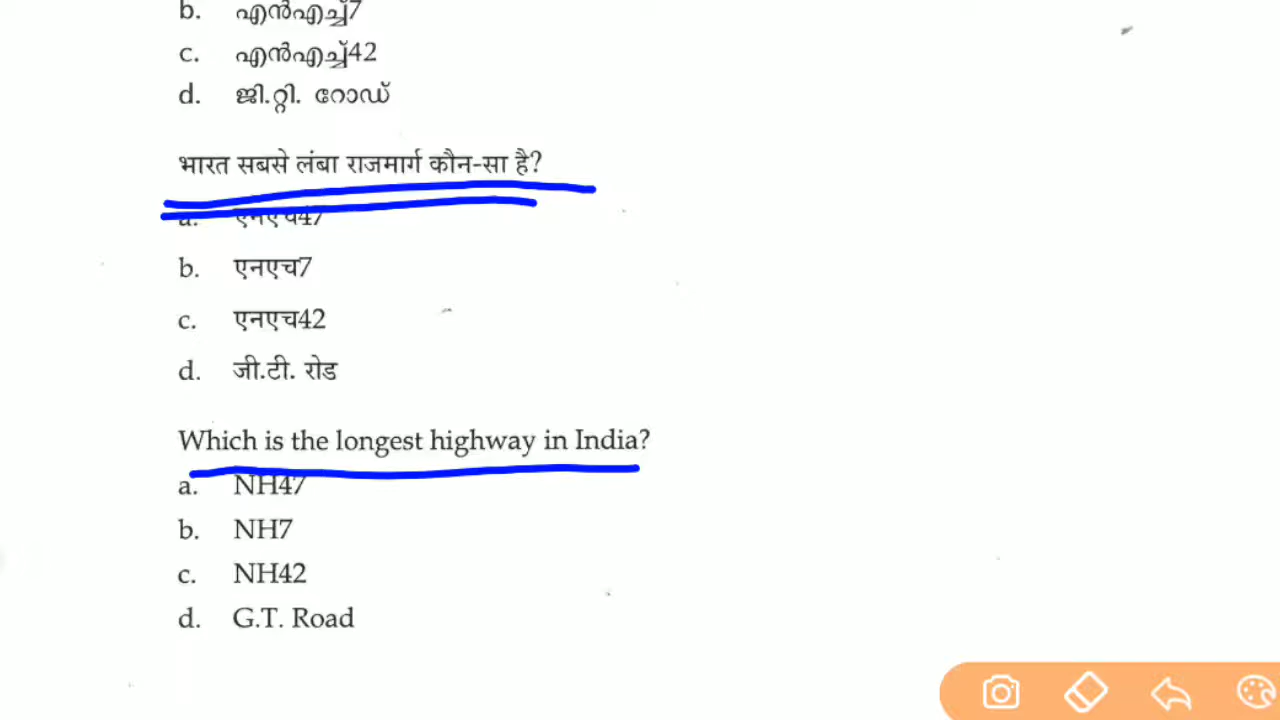 b. എൻഎച്ച്7
c. എൻഎച്ച്42
d. ജി.റ്റി. റോഡ്
भारत सबसे लंबा राजमार्ग कौन-सा है?
a. एनएच47
b. एनएच7
c. एनएच42
d. जी.टी. रोड
Which is the longest highway in India?
a. NH47
b. NH7
c. NH42
d. G.T. Road